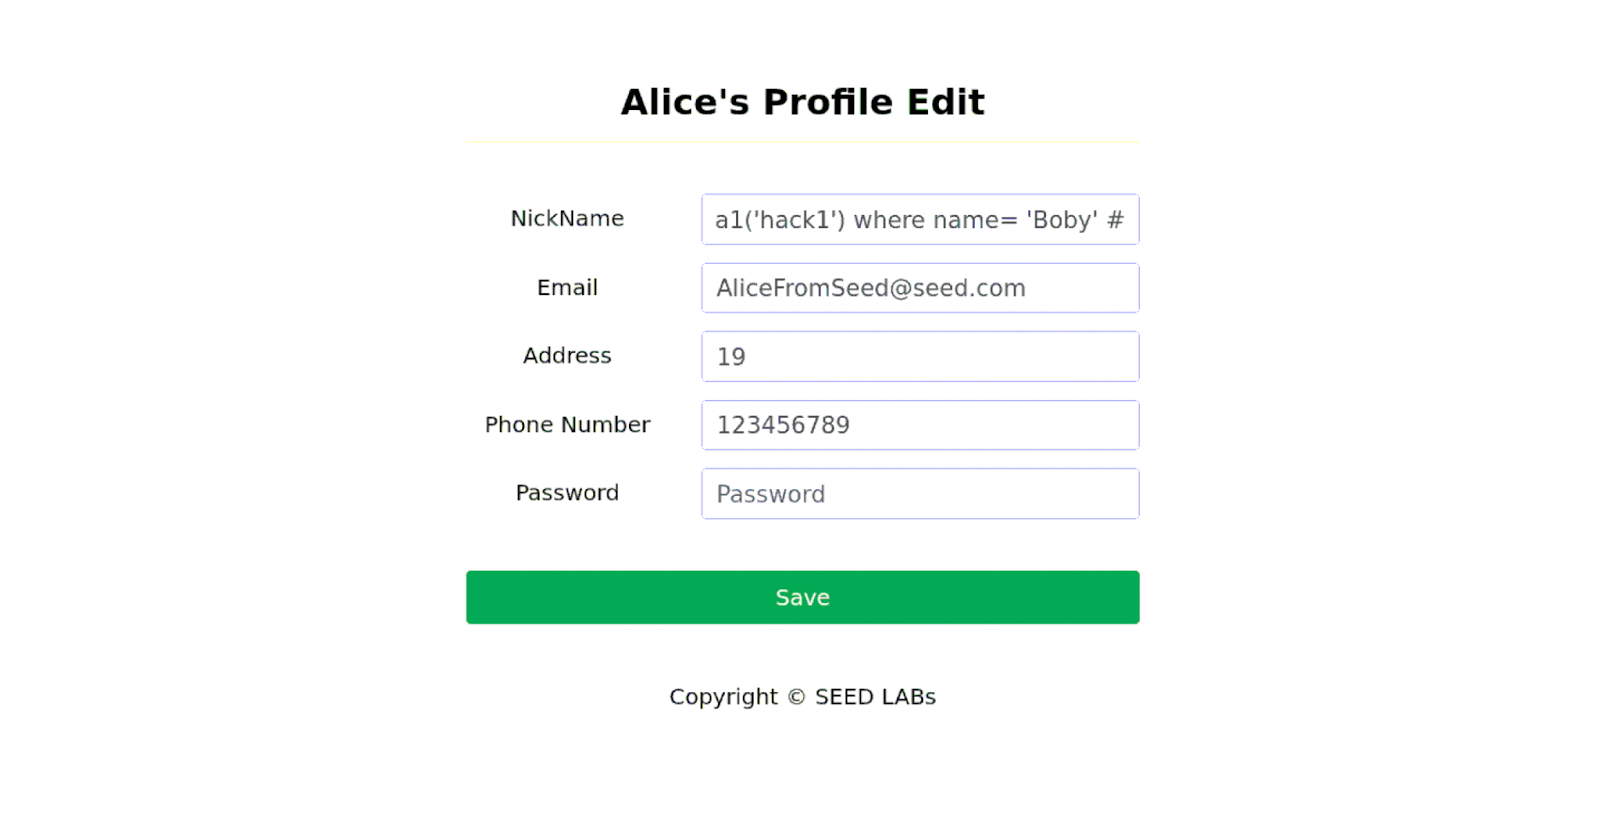 Alice's Profile Edit
NickName a1('hack1') where name= 'Boby' #
Email AliceFromSeed@seed.com
Address 19
Phone Number 123456789
Password Password
Save
Copyright © SEED LABs